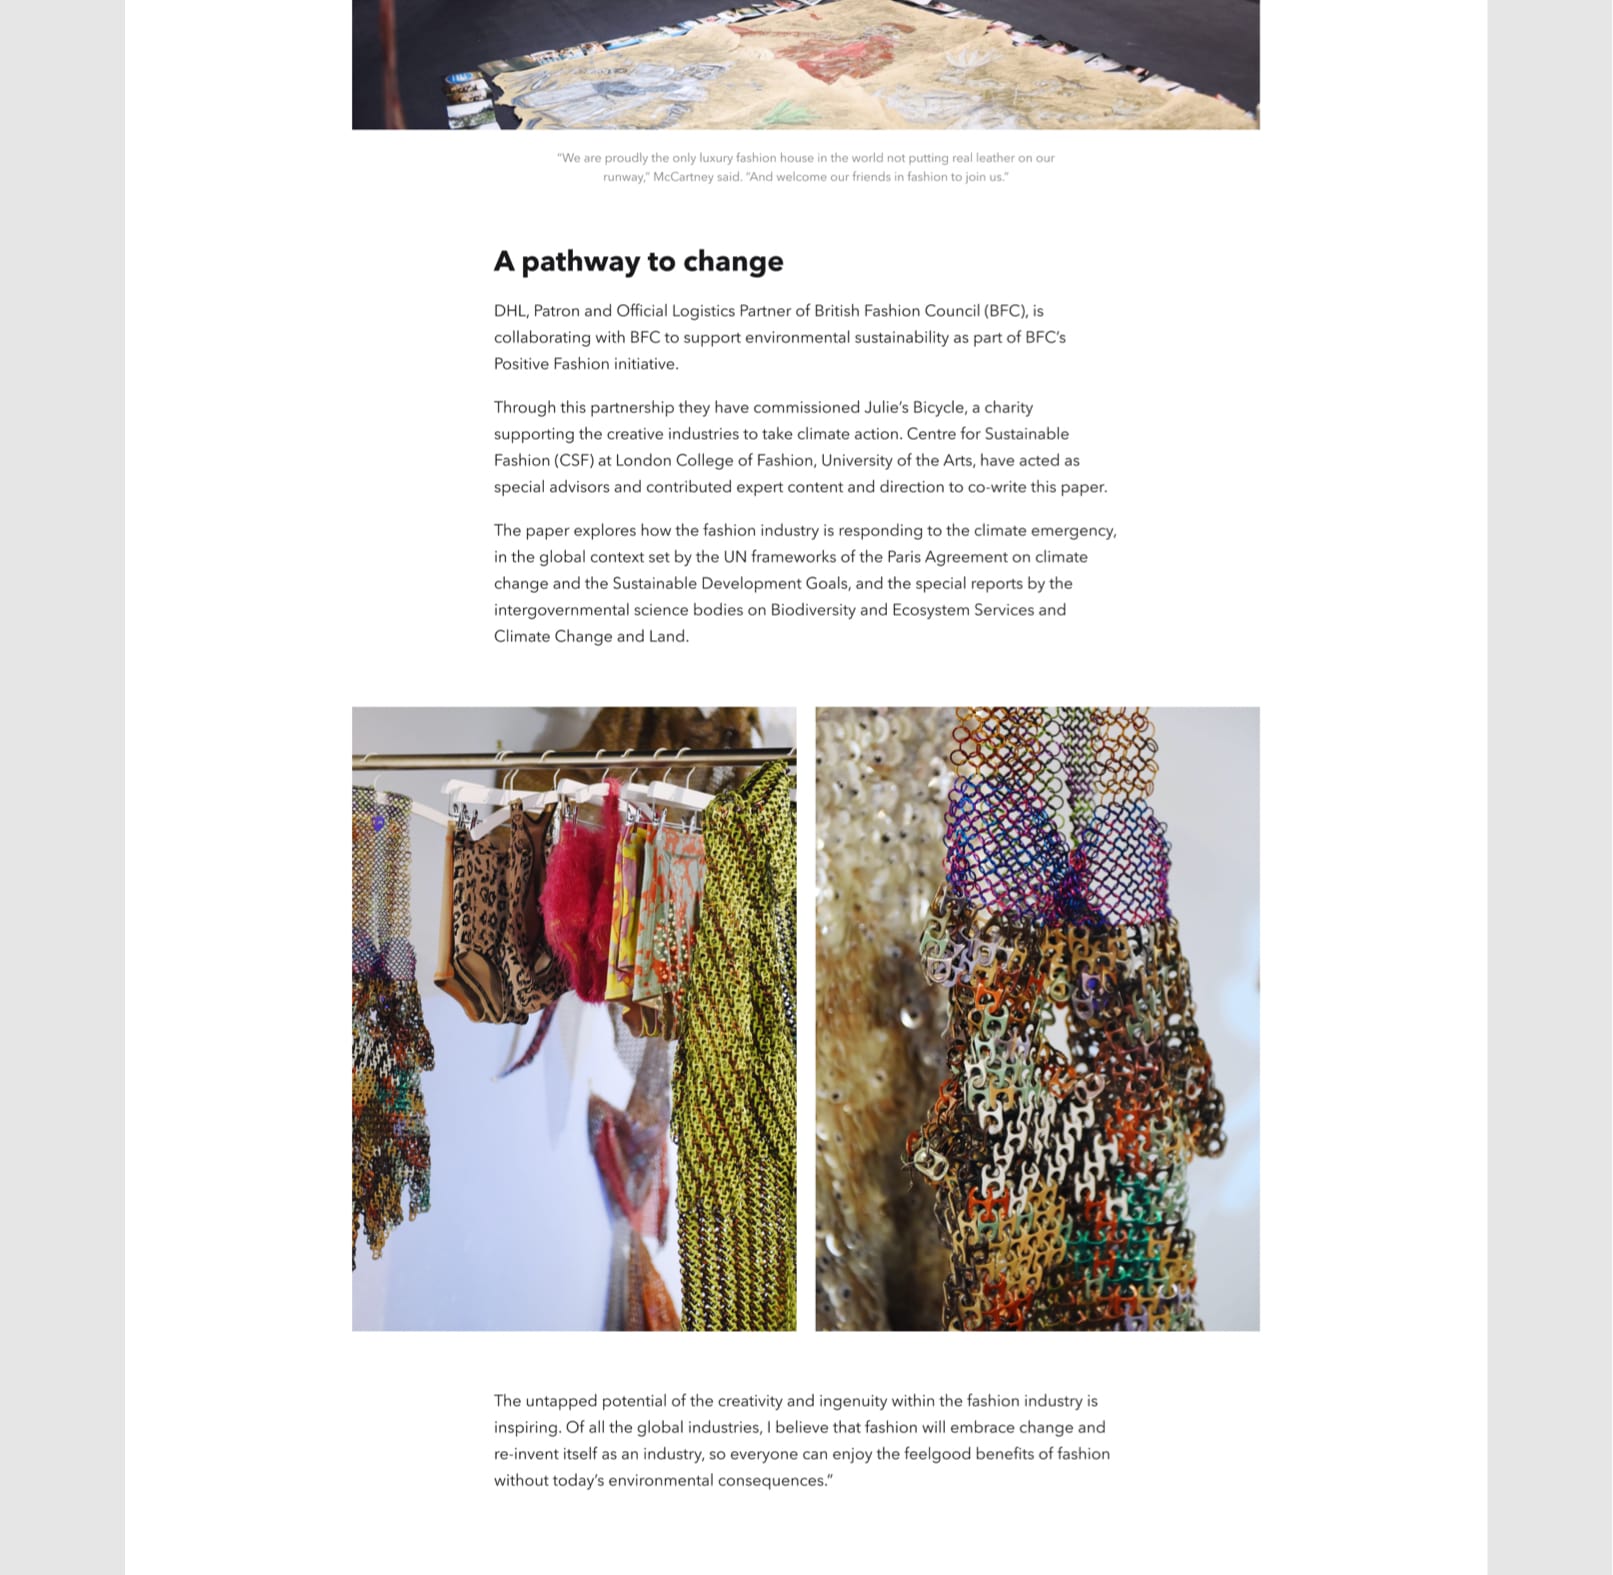 “We are proudly the only luxury fashion house in the world not putting real leather on our
runway,” McCartney said. “And welcome our friends in fashion to join us.”
A pathway to change
DHL, Patron and Official Logistics Partner of British Fashion Council (BFC), is
collaborating with BFC to support environmental sustainability as part of BFC’s
Positive Fashion initiative.
Through this partnership they have commissioned Julie’s Bicycle, a charity
supporting the creative industries to take climate action. Centre for Sustainable
Fashion (CSF) at London College of Fashion, University of the Arts, have acted as
special advisors and contributed expert content and direction to co-write this paper.
The paper explores how the fashion industry is responding to the climate emergency,
in the global context set by the UN frameworks of the Paris Agreement on climate
change and the Sustainable Development Goals, and the special reports by the
intergovernmental science bodies on Biodiversity and Ecosystem Services and
Climate Change and Land.
The untapped potential of the creativity and ingenuity within the fashion industry is
inspiring. Of all the global industries, I believe that fashion will embrace change and
re-invent itself as an industry, so everyone can enjoy the feelgood benefits of fashion
without today’s environmental consequences.”